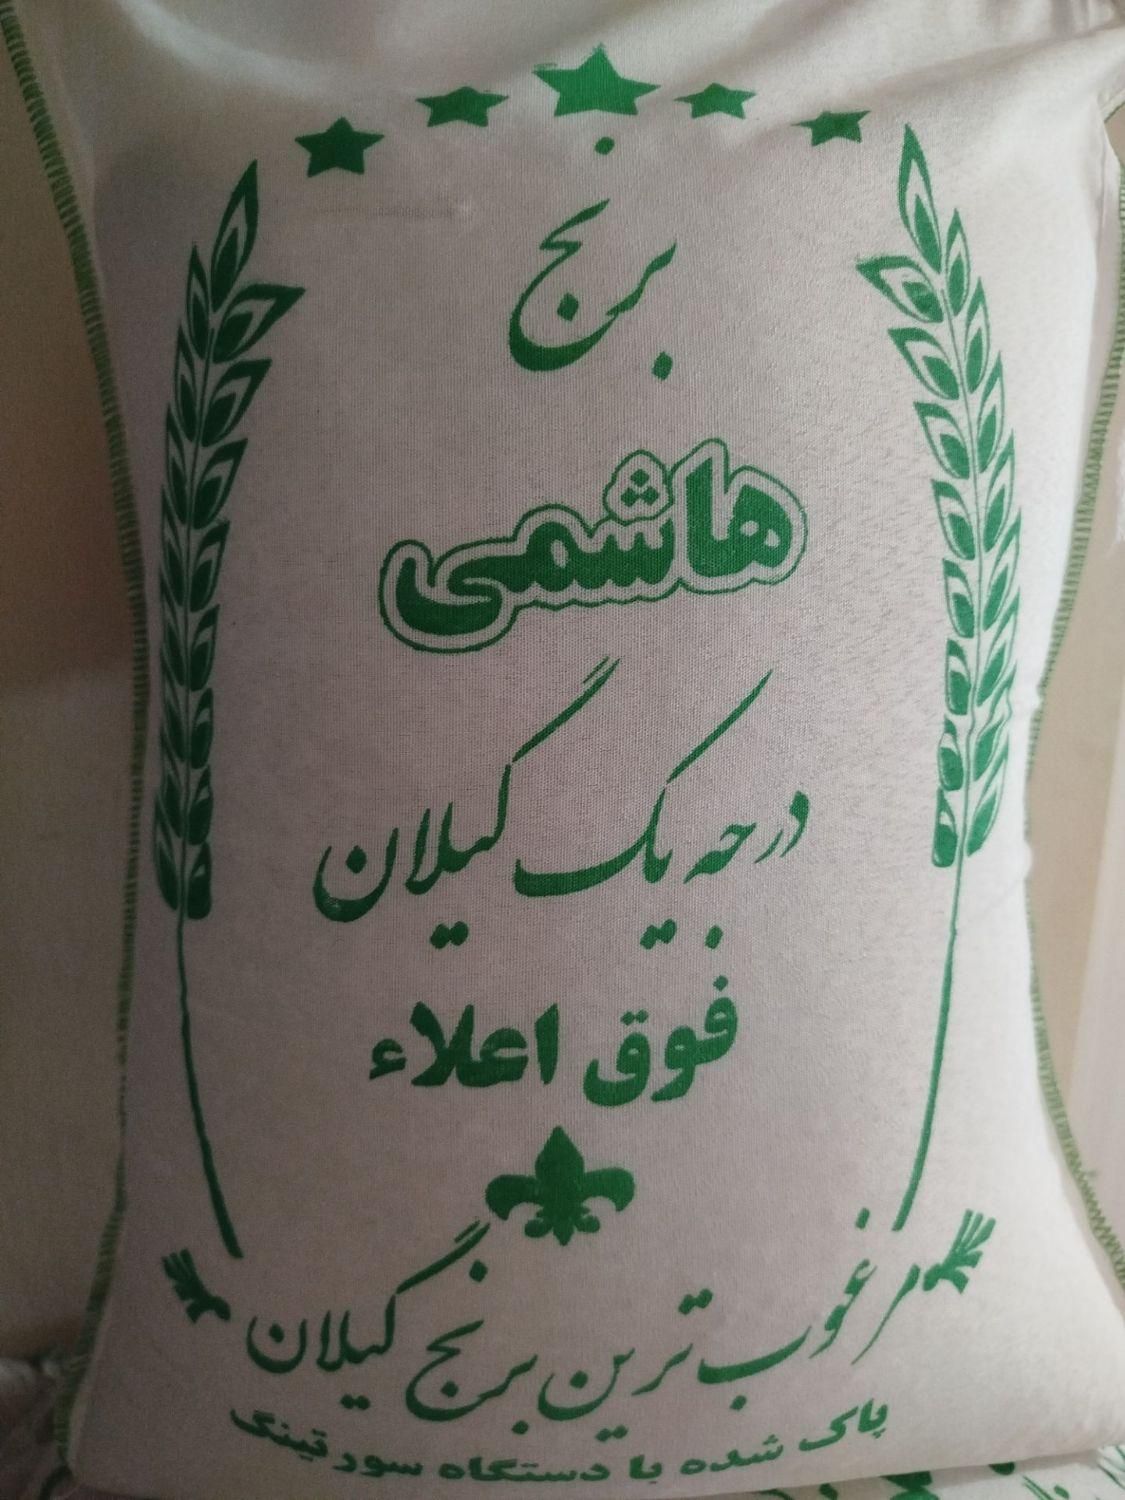 برنج
هاشمی
درجه یک گیلان
فوق اعلاء
مرغوب ترین برنج گیلان
پاک شده با دستگاه سورتینگ